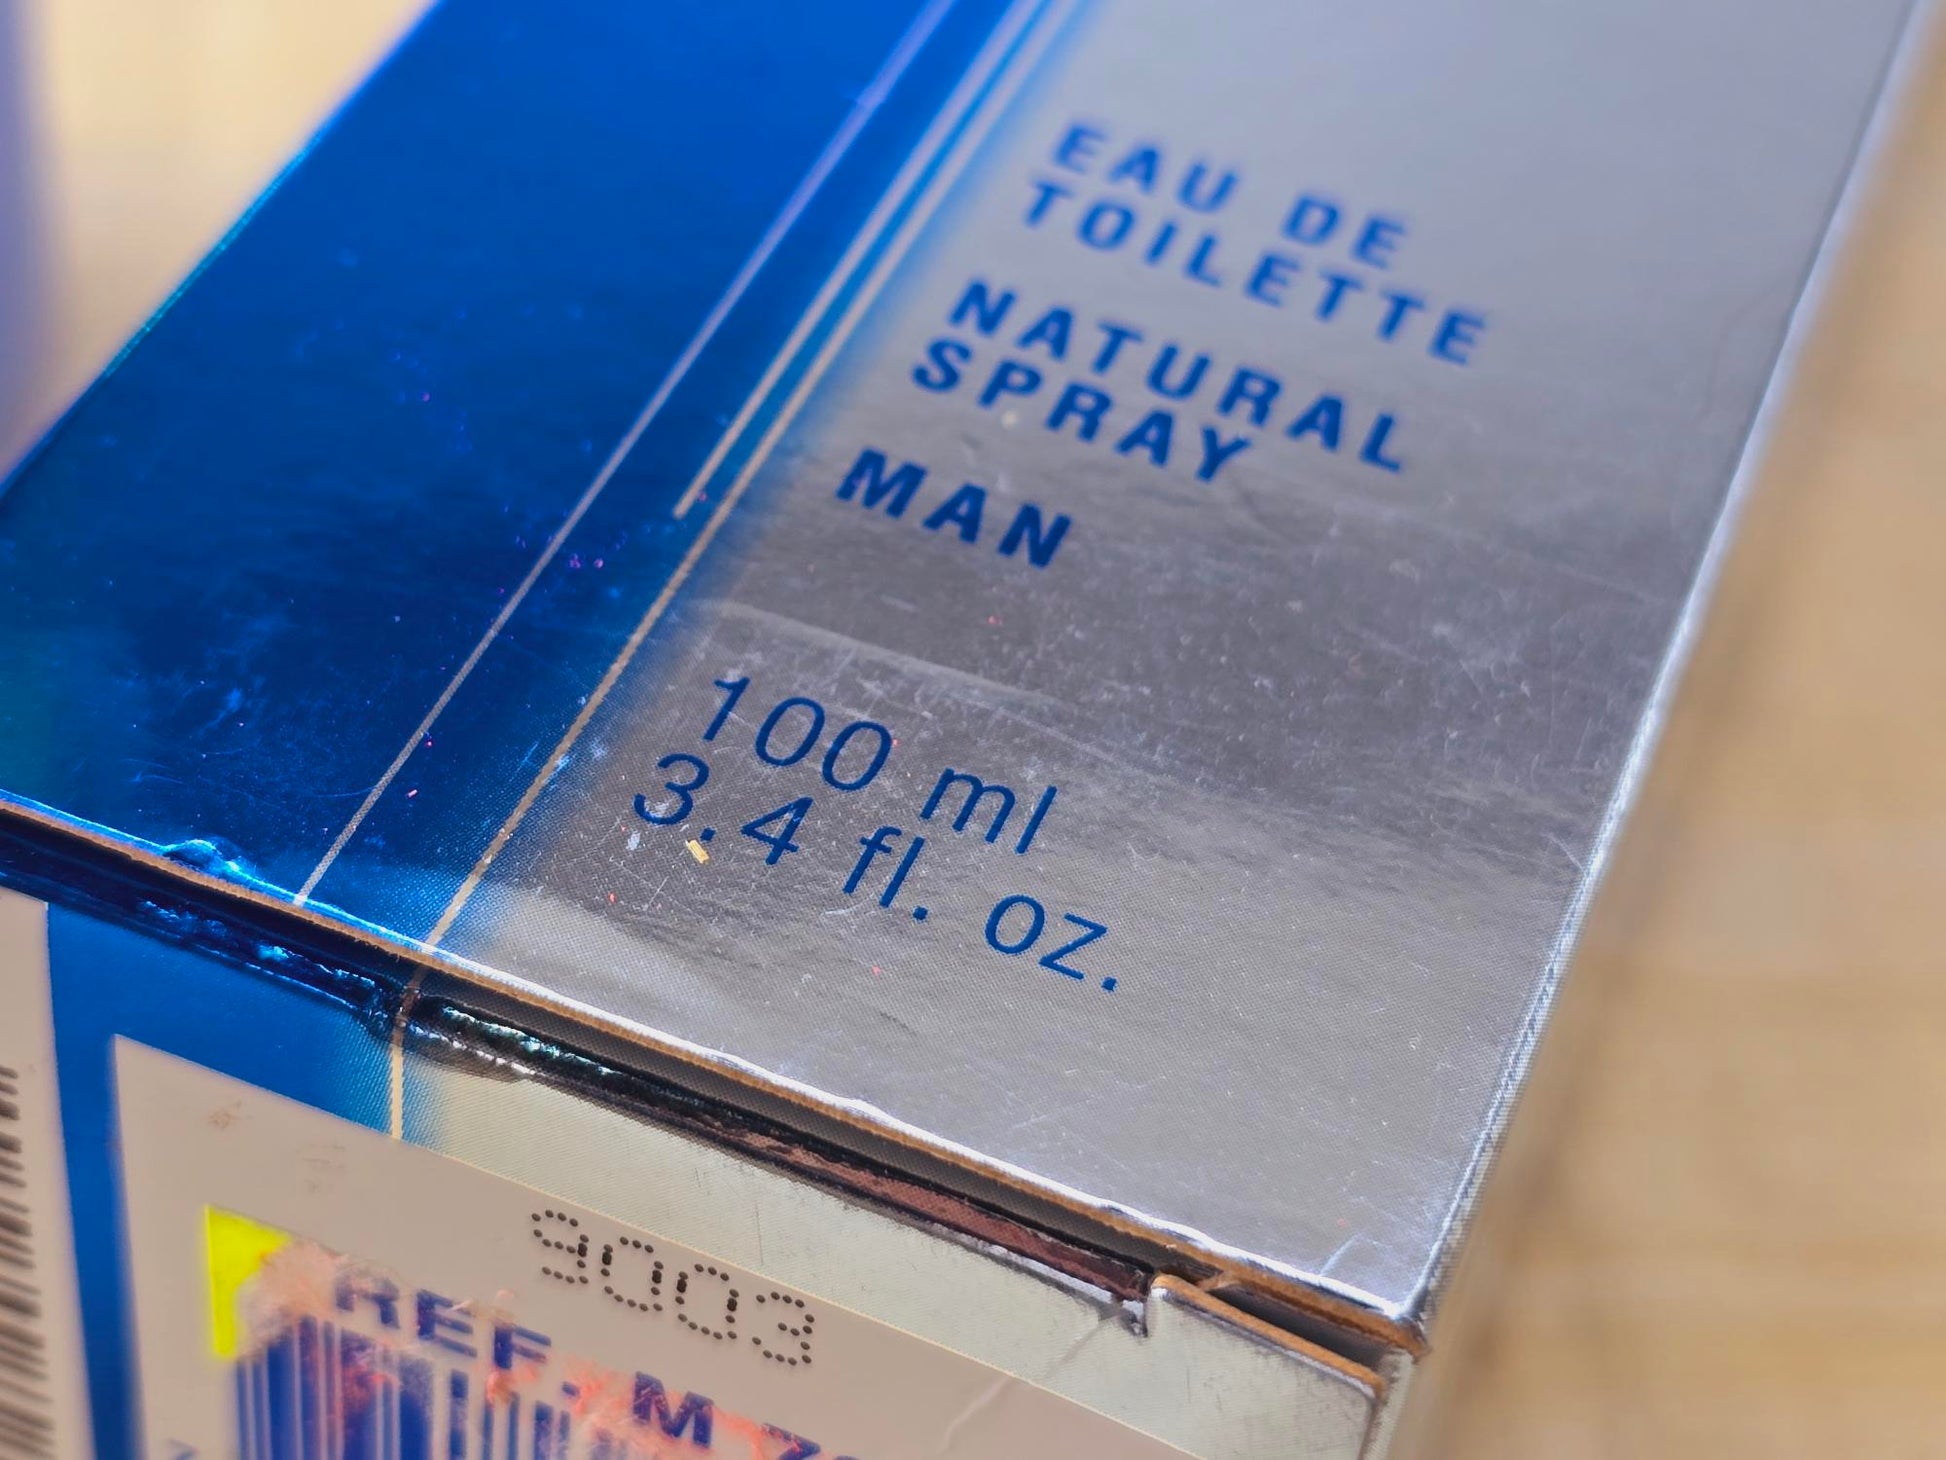 EAU DE
TOILETTE
NATURAL
SPRAY
MAN
100 ml
3.4 fl. oz.
9003
REF. M